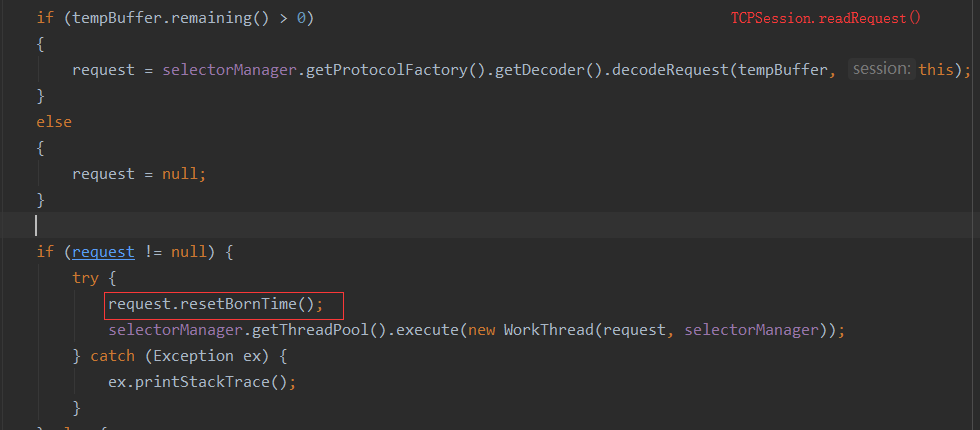 if (tempBuffer.remaining() > 0)
TCPSession.readRequest()
{
request = selectorManager.getProtocolFactory().getDecoder().decodeRequest(tempBuffer, session: this);
}
else
{
request = null;
}
if (request != null) {
try {
request.resetBornTime();
selectorManager.getThreadPool().execute(new WorkThread(request, selectorManager));
} catch (Exception ex) {
ex.printStackTrace();
}